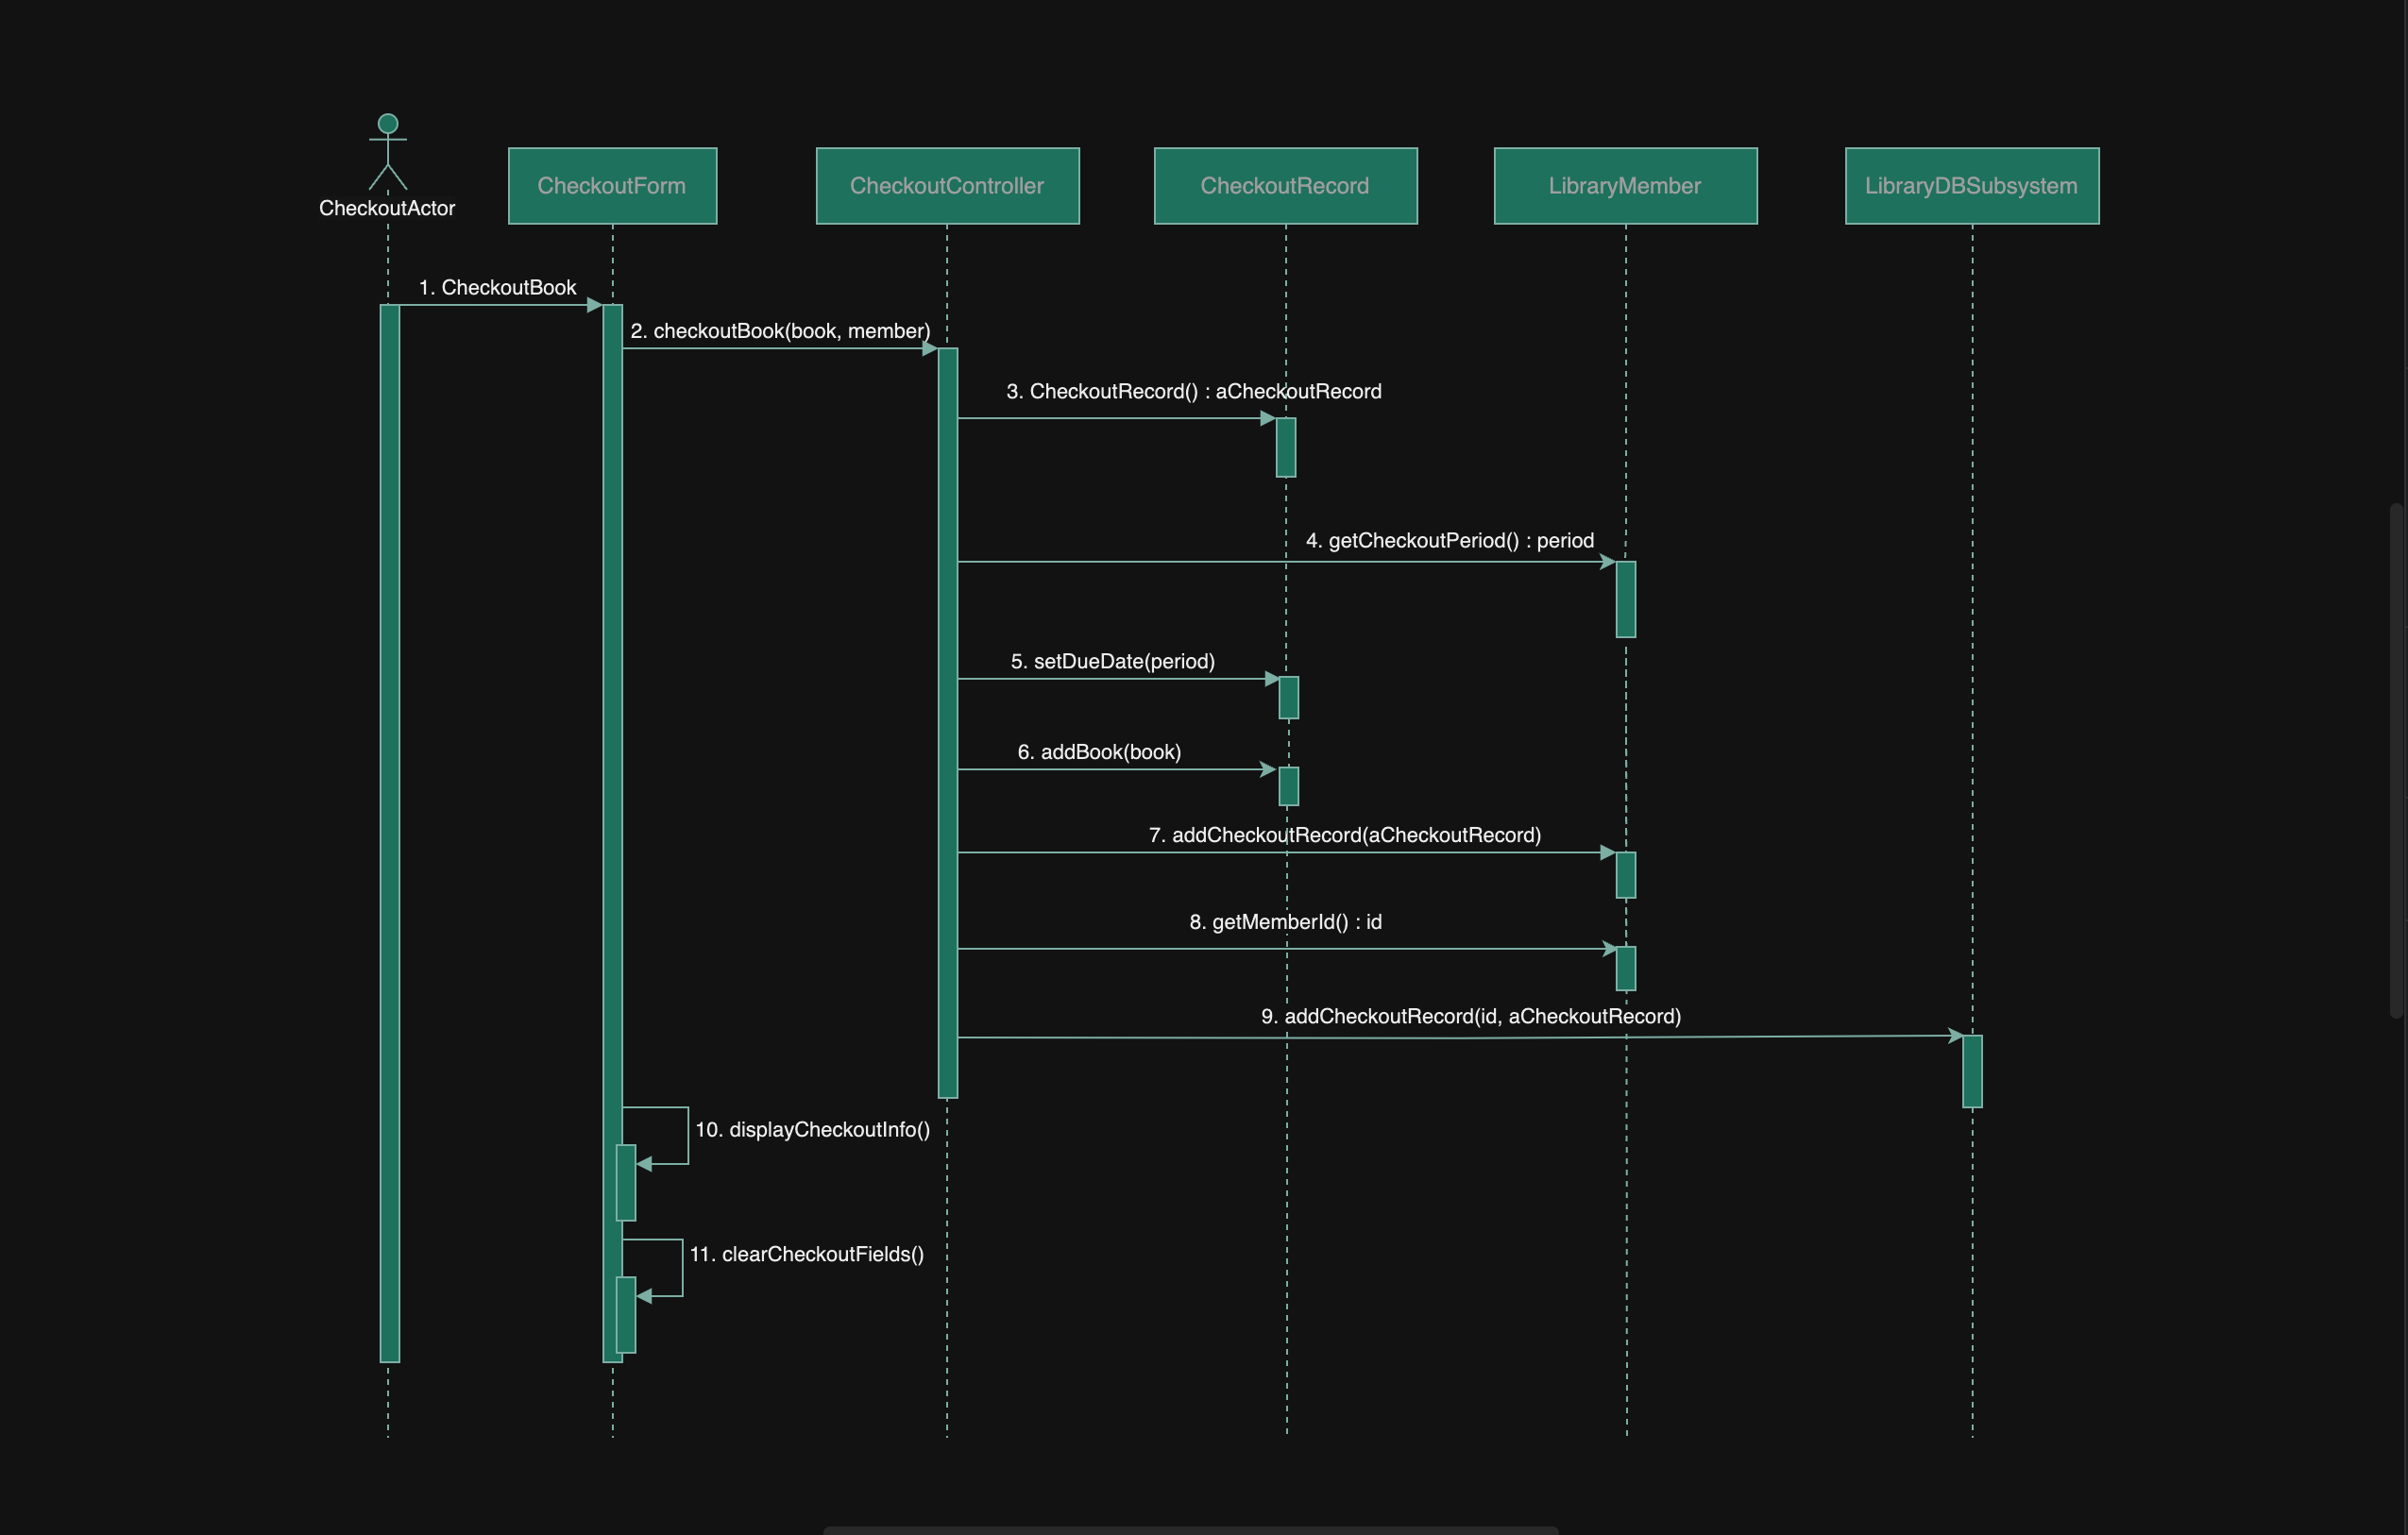 CheckoutActor
CheckoutForm
CheckoutController
CheckoutRecord
LibraryMember
LibraryDBSubsystem
1. CheckoutBook
2. checkoutBook(book, member)
3. CheckoutRecord() : aCheckoutRecord
4. getCheckoutPeriod() : period
5. setDueDate(period)
6. addBook(book)
7. addCheckoutRecord(aCheckoutRecord)
8. getMemberId() : id
9. addCheckoutRecord(id, aCheckoutRecord)
10. displayCheckoutInfo()
11. clearCheckoutFields()